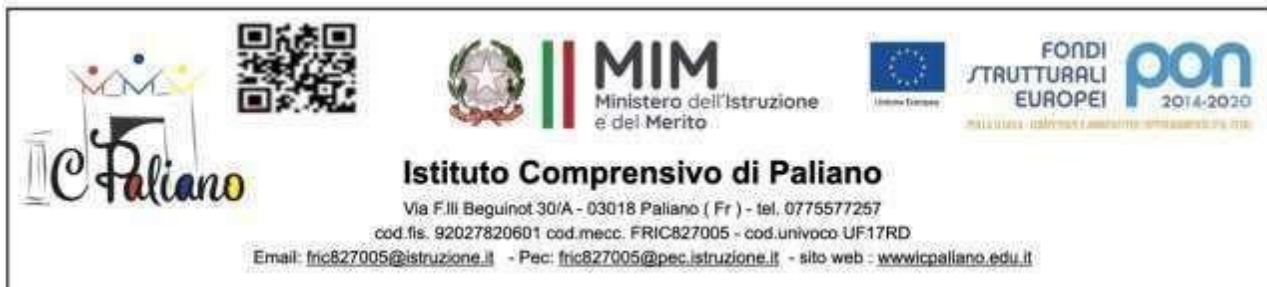 IC Paliano
MIM
Ministero dell'Istruzione
e del Merito
Unione Europea
FONDI
STRUTTURALI
EUROPEI
pon
2014-2020
Istituto Comprensivo di Paliano
Via F.lli Beguinot 30/A - 03018 Paliano ( Fr ) - tel. 0775577257
cod.fis. 92027820601 cod.mecc. FRIC827005 - cod.univoco UF17RD
Email: fric827005@istruzione.it - Pec: fric827005@pec.istruzione.it - sito web : wwwicpaliano.edu.it